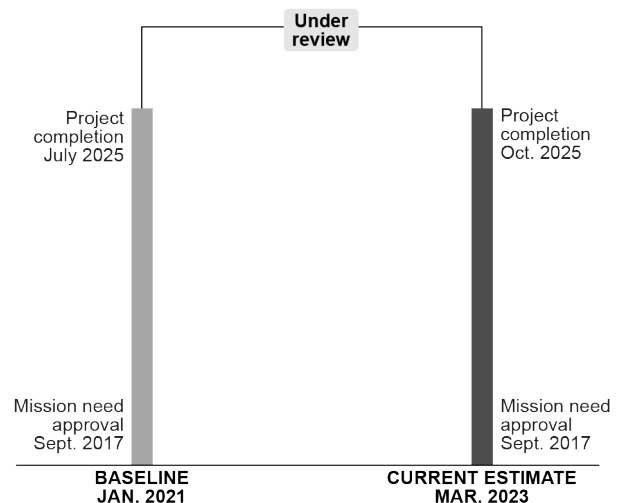 Under
review
Project
completion
July 2025
Project
completion
Oct. 2025
Mission need
approval
Sept. 2017
Mission need
approval
Sept. 2017
BASELINE
JAN. 2021
CURRENT ESTIMATE
MAR. 2023